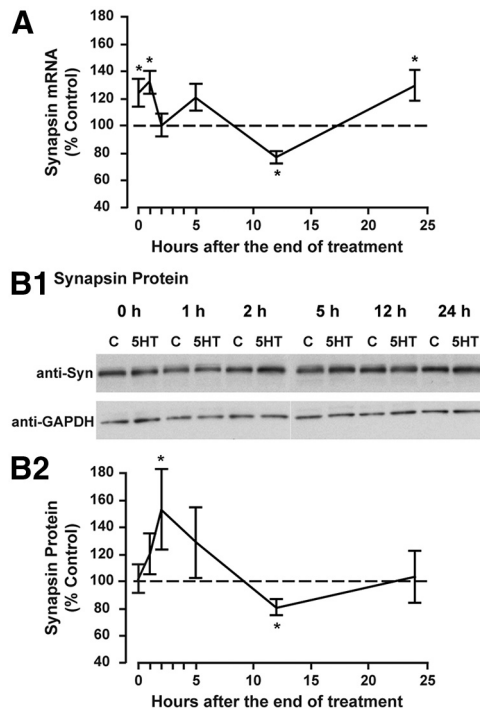 A
Synapsin mRNA
(% Control)
180
160
140
120
100
80
60
40
* * * *
0 5 10 15 20 25
Hours after the end of treatment
B1 Synapsin Protein
0 h 1 h 2 h 5 h 12 h 24 h
C 5HT C 5HT C 5HT C 5HT C 5HT C 5HT
anti-Syn
anti-GAPDH
B2
Synapsin Protein
(% Control)
180
160
140
120
100
80
60
40
* *
0 5 10 15 20 25
Hours after the end of treatment